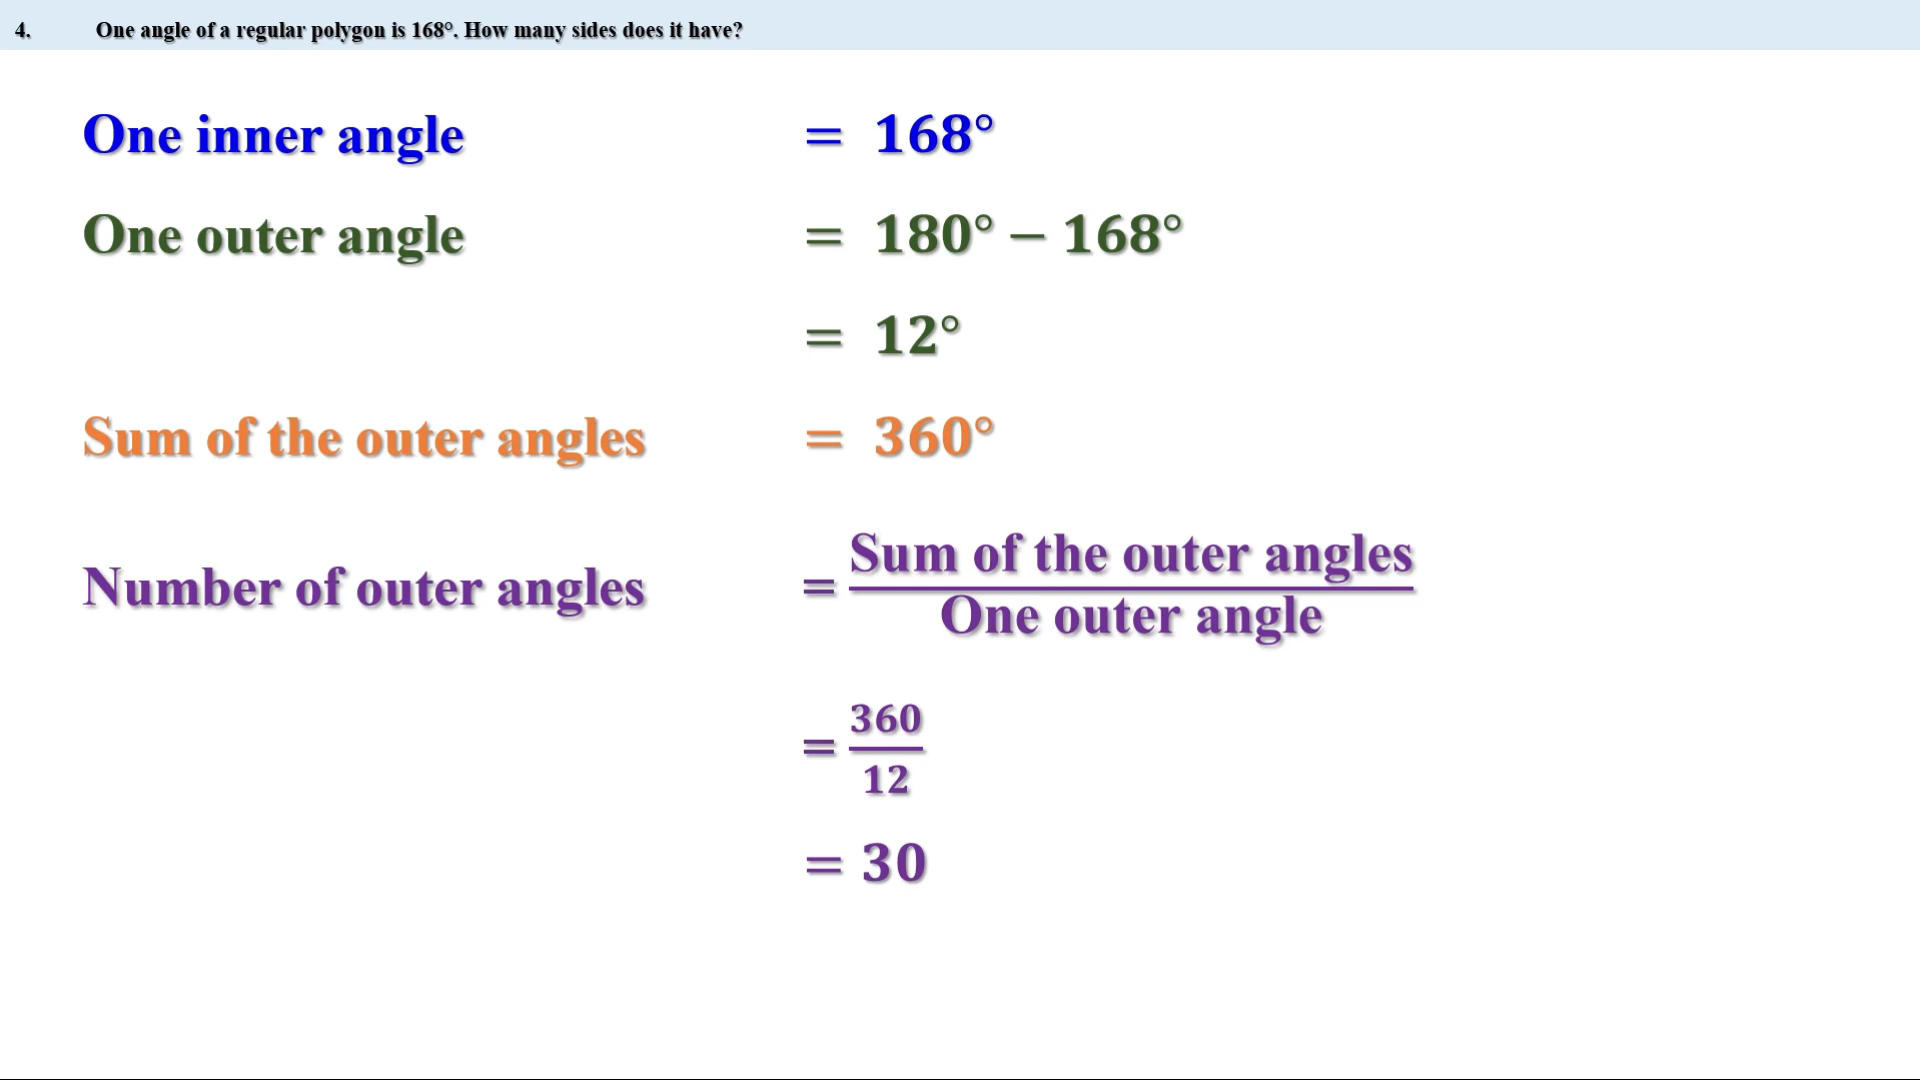 4. One angle of a regular polygon is 168°. How many sides does it have?
One inner angle = 168°
One outer angle = 180° − 168°
= 12°
Sum of the outer angles = 360°
Number of outer angles = Sum of the outer angles / One outer angle
= 360 / 12
= 30